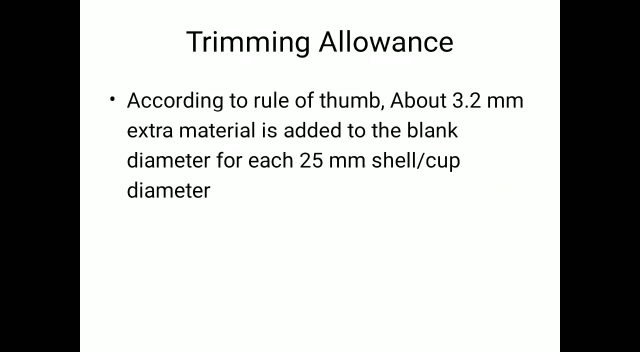 Trimming Allowance
• According to rule of thumb, About 3.2 mm
extra material is added to the blank
diameter for each 25 mm shell/cup
diameter